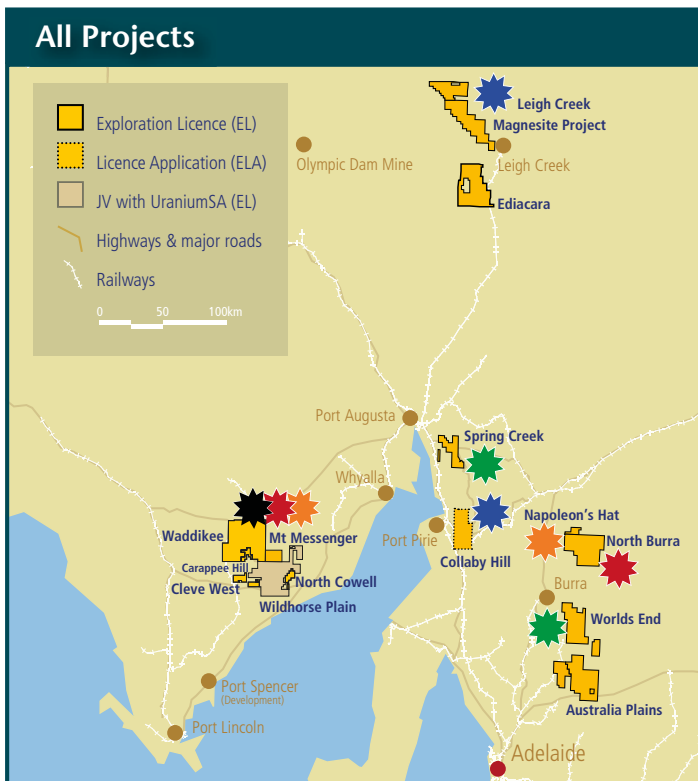 All Projects
Exploration Licence (EL)
Licence Application (ELA)
JV with UraniumSA (EL)
Highways & major roads
Railways
0 50 100km
Leigh Creek
Magnesite Project
Olympic Dam Mine
Leigh Creek
Ediacara
Port Augusta
Spring Creek
Whyalla
Napoleon's Hat
Waddikee
Mt Messenger
Port Pirie
North Burra
Collaby Hill
Carappee Hill
Cleve West
North Cowell
Burra
Wildhorse Plain
Worlds End
Port Spencer
(Development)
Australia Plains
Port Lincoln
Adelaide